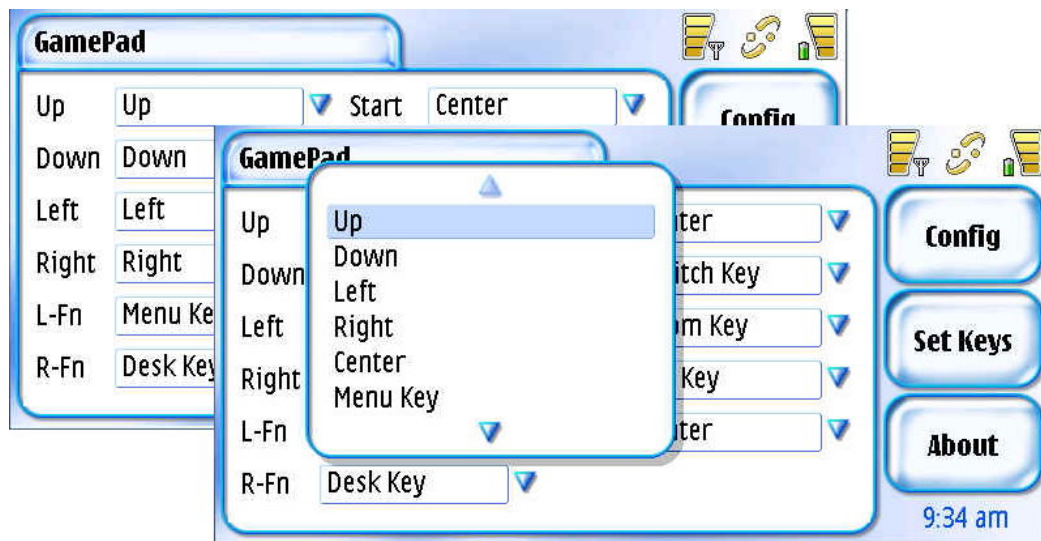 GamePad
Up Up Start Center
Config
Down Down
Left Left
Right Right
L-Fn Menu Ke
R-Fn Desk Key
GamePad
Up
Down
Left
Right
L-Fn
R-Fn Desk Key
Up
Down
Left
Right
Center
Menu Key
ter
itch Key
om Key
Key
ter
Config
Set Keys
About
9:34 am